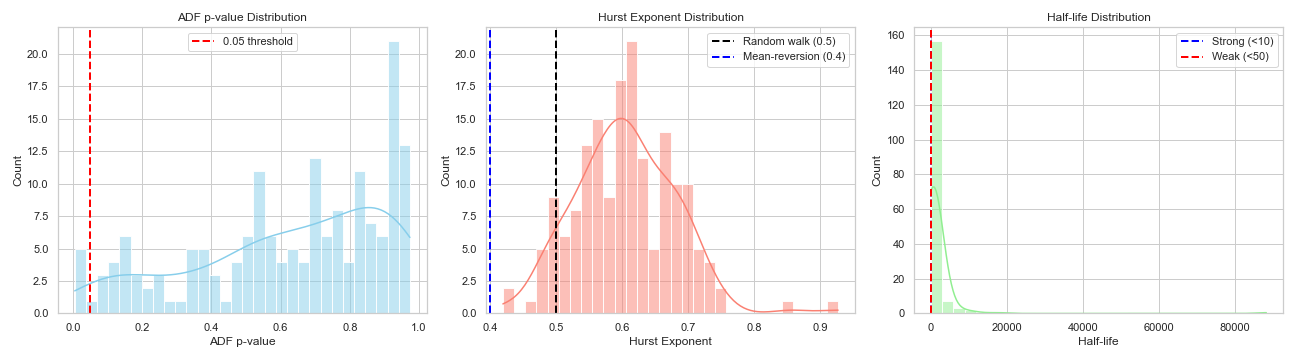 ADF p-value Distribution
0.05 threshold
20.0
17.5
15.0
12.5
10.0
7.5
5.0
2.5
0.0
Count
0.0 0.2 0.4 0.6 0.8 1.0
ADF p-value
Hurst Exponent Distribution
Random walk (0.5)
Mean-reversion (0.4)
20.0
17.5
15.0
12.5
10.0
7.5
5.0
2.5
0.0
Count
0.4 0.5 0.6 0.7 0.8 0.9
Hurst Exponent
Half-life Distribution
Strong (<10)
Weak (<50)
160
140
120
100
80
60
40
20
0
Count
0 20000 40000 60000 80000
Half-life